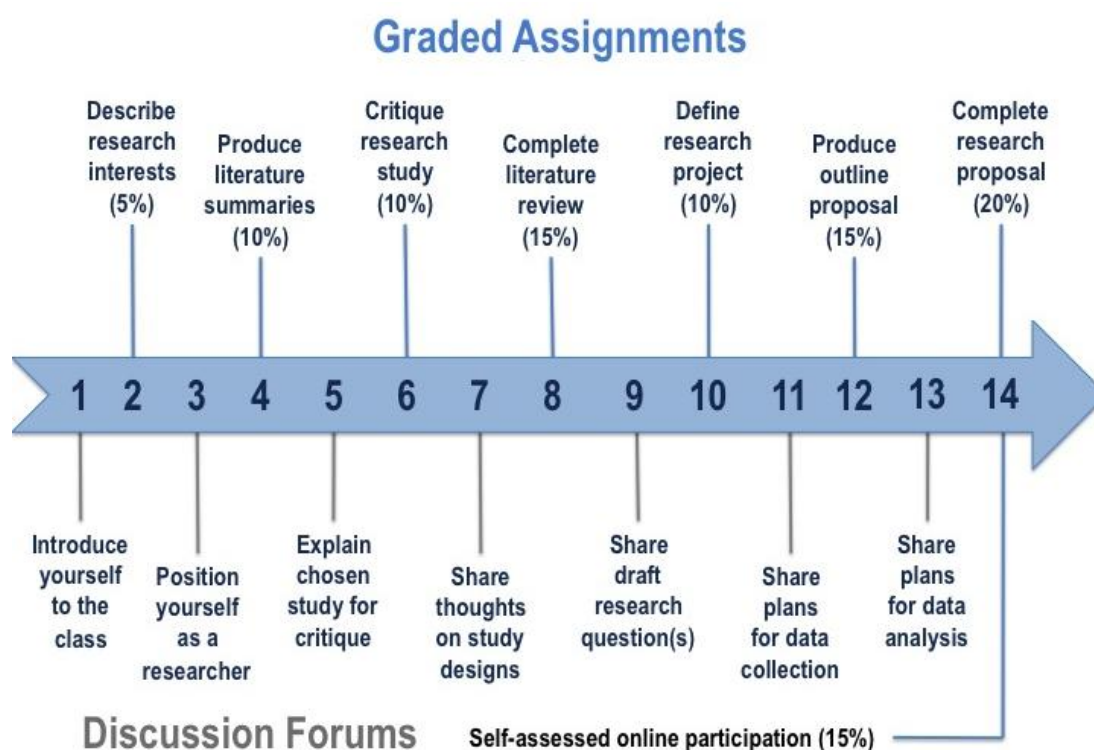 Graded Assignments
Describe
research
interests
(5%)
Produce
literature
summaries
(10%)
Critique
research
study
(10%)
Complete
literature
review
(15%)
Define
research
project
(10%)
Produce
outline
proposal
(15%)
Complete
research
proposal
(20%)
1 2 3 4 5 6 7 8 9 10 11 12 13 14
Introduce
yourself
to the
class
Position
yourself
as a
researcher
Explain
chosen
study for
critique
Share
thoughts
on study
designs
Share
draft
research
question(s)
Share
plans
for data
collection
Share
plans
for data
analysis
Discussion Forums
Self-assessed online participation (15%)